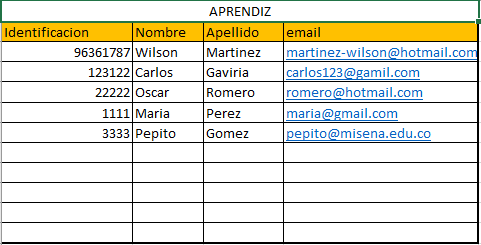 APRENDIZ
Identificacion Nombre Apellido email
96361787 Wilson Martinez martinez-wilson@hotmail.com
123122 Carlos Gaviria carlos123@gamil.com
22222 Oscar Romero romero@hotmail.com
1111 Maria Perez maria@gmail.com
3333 Pepito Gomez pepito@misena.edu.co